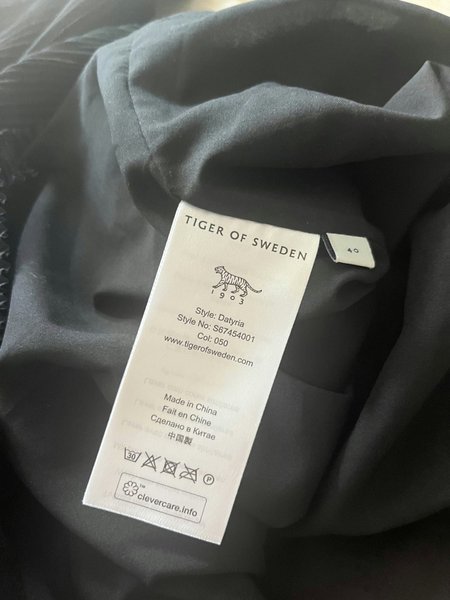 TIGER OF SWEDEN
40
1903
Style: Datyria
Style No: S67454001
Col: 050
www.tigerofsweden.com
Made in China
Fait en Chine
Сделано в Китае
中国製
30
P
™
clevercare.info